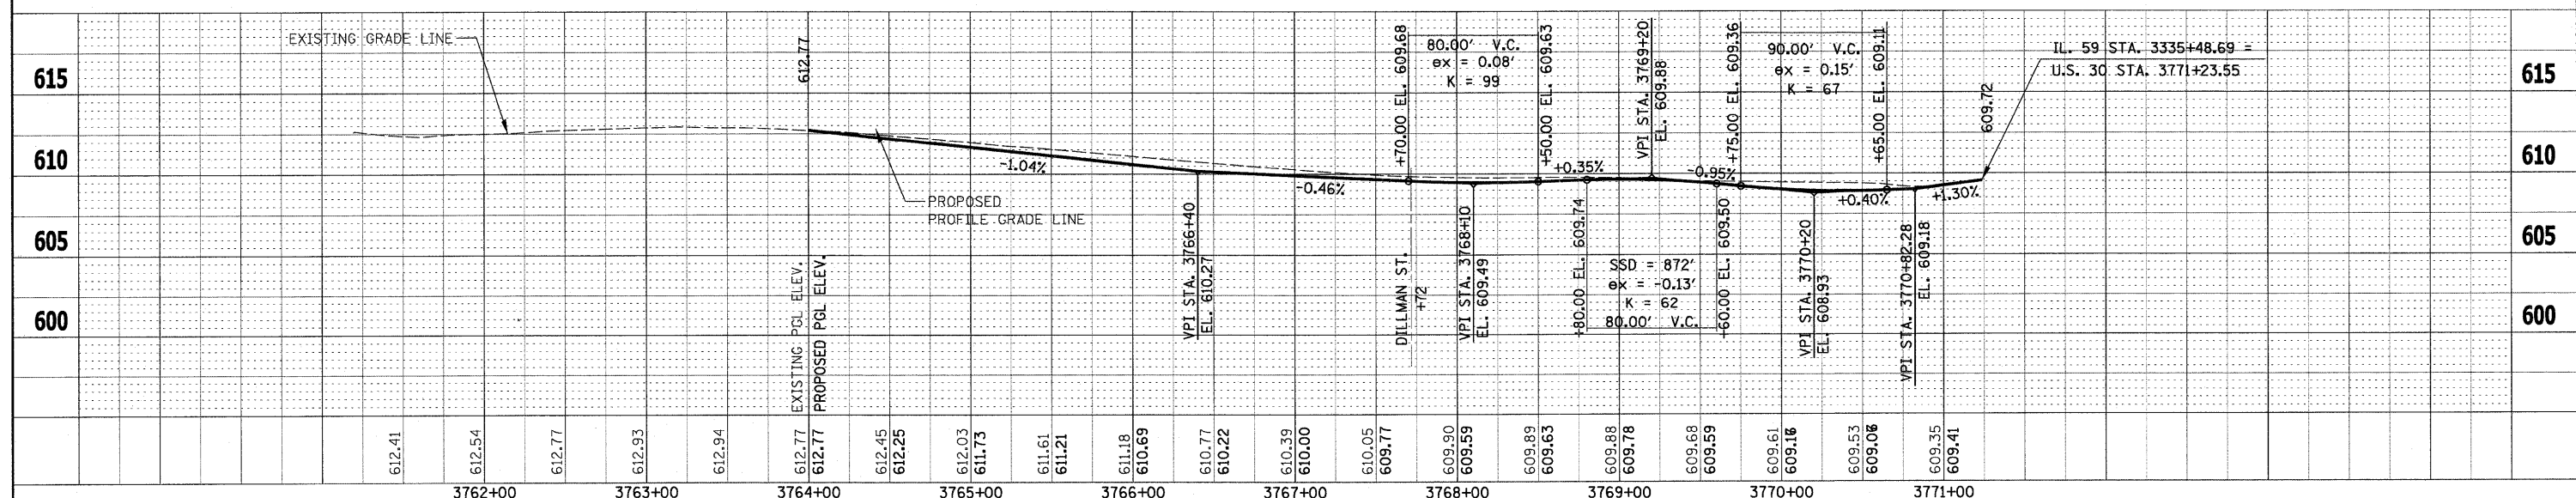 EXISTING GRADE LINE
612.77
+70.00 EL. 609.68
80.00' V.C.
ex = 0.08'
K = 99
+50.00 EL. 609.63
VPI STA. 3769+20
EL. 609.88
+75.00 EL. 609.36
90.00' V.C.
ex = 0.15'
K = 67
+65.00 EL. 609.11
609.72
IL. 59 STA. 3335+48.69 =
U.S. 30 STA. 3771+23.55
615
615
610
610
605
605
600
600
-1.04%
-0.46%
+0.35%
-0.95%
+0.40%
+1.30%
PROPOSED
PROFILE GRADE LINE
EXISTING PGL ELEV.
PROPOSED PGL ELEV.
VPI STA. 3766+40
EL. 610.27
DILLMAN ST.
+72
VPI STA. 3768+10
EL. 609.49
+80.00 EL. 609.74
SSD = 872'
ex = -0.13'
K = 62
80.00' V.C.
+60.00 EL. 609.50
VPI STA. 3770+20
EL. 608.93
VPI STA. 3770+82.28
EL. 609.18
612.41
612.54
612.77
612.93
612.94
612.77
612.77
612.45
612.25
612.03
611.73
611.61
611.21
611.18
610.69
610.77
610.22
610.39
610.00
610.05
609.77
609.90
609.59
609.89
609.63
609.88
609.78
609.68
609.59
609.61
609.53
609.35
609.41
3762+00
3763+00
3764+00
3765+00
3766+00
3767+00
3768+00
3769+00
3770+00
3771+00